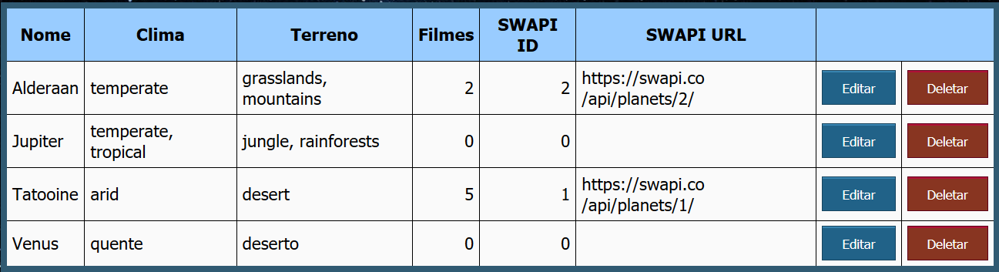 Nome Clima Terreno Filmes SWAPI ID SWAPI URL
Alderaan temperate grasslands, mountains 2 2 https://swapi.co /api/planets/2/ Editar Deletar
Jupiter temperate, tropical jungle, rainforests 0 0 Editar Deletar
Tatooine arid desert 5 1 https://swapi.co /api/planets/1/ Editar Deletar
Venus quente deserto 0 0 Editar Deletar